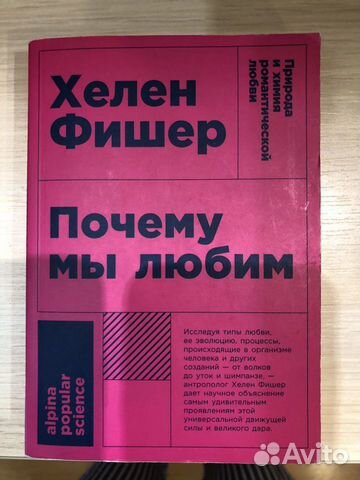 Хелен
Фишер
Природа
и химия
романтической
любви
Почему
мы любим
Исследуя типы любви,
ее эволюцию, процессы,
происходящие в организме
человека и других
созданий — от волков
до уток и шимпанзе, —
антрополог Хелен Фишер
дает научное объяснение
самым удивительным
проявлениям этой
универсальной движущей
силы и великого дара.
alpina
popular
science
Avito